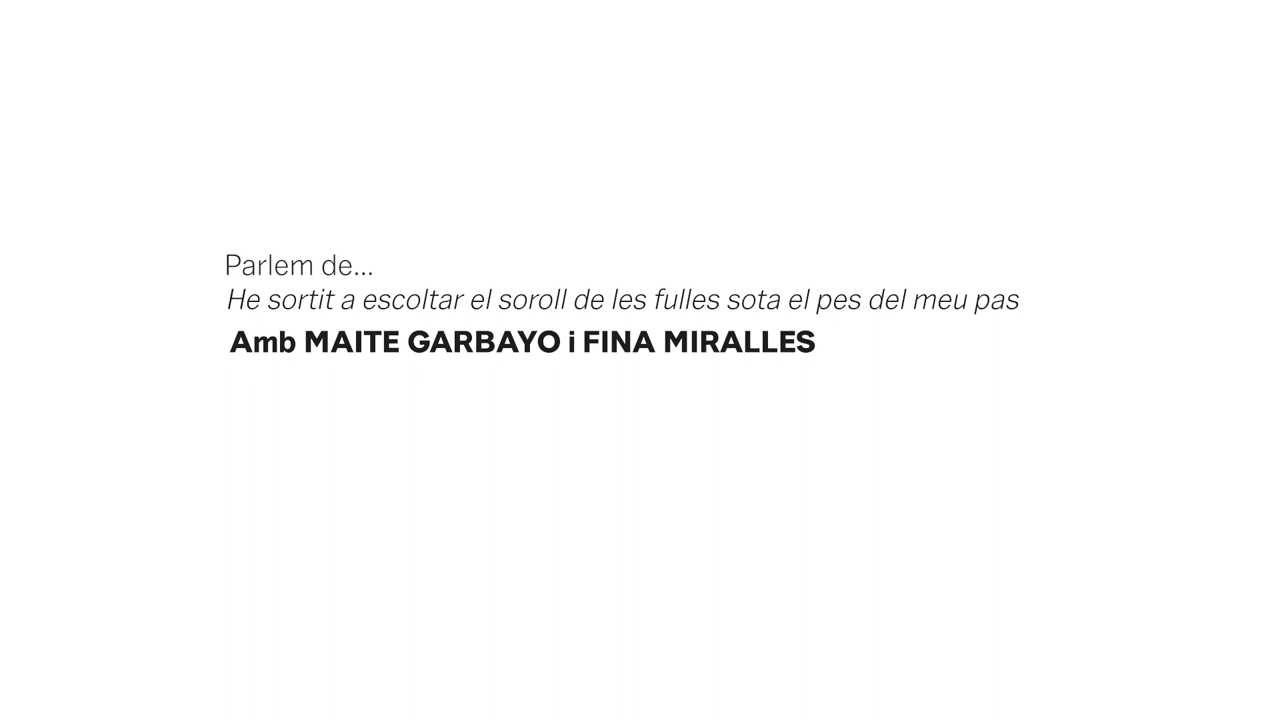 Parlem de...
He sortit a escoltar el soroll de les fulles sota el pes del meu pas
Amb MAITE GARBAYO i FINA MIRALLES